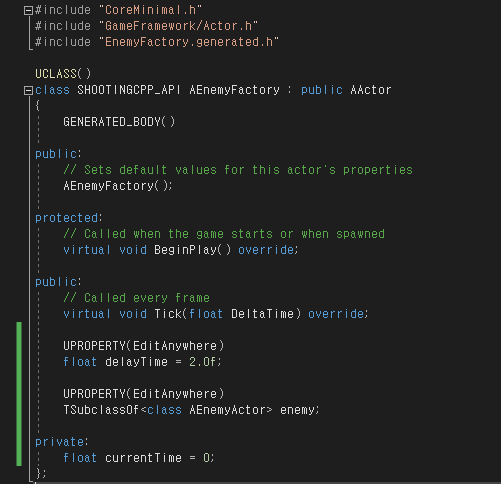 #include "CoreMinimal.h"
#include "GameFramework/Actor.h"
#include "EnemyFactory.generated.h"
UCLASS()
class SHOOTINGCPP_API AEnemyFactory : public AActor
{
GENERATED_BODY()
public:
// Sets default values for this actor's properties
AEnemyFactory();
protected:
// Called when the game starts or when spawned
virtual void BeginPlay() override;
public:
// Called every frame
virtual void Tick(float DeltaTime) override;
UPROPERTY(EditAnywhere)
float delayTime = 2.0f;
UPROPERTY(EditAnywhere)
TSubclassOf<class AEnemyActor> enemy;
private:
float currentTime = 0;
};